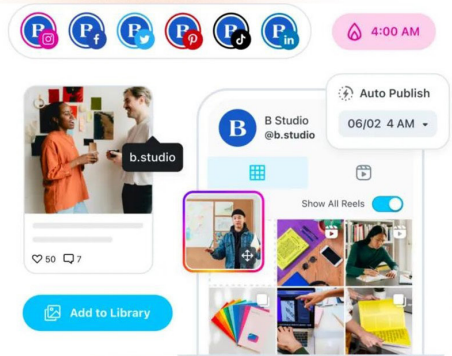 B B B B B B
4:00 AM
Auto Publish
06/02 4 AM
B
B Studio
@b.studio
b.studio
Show All Reels
50 7
Add to Library